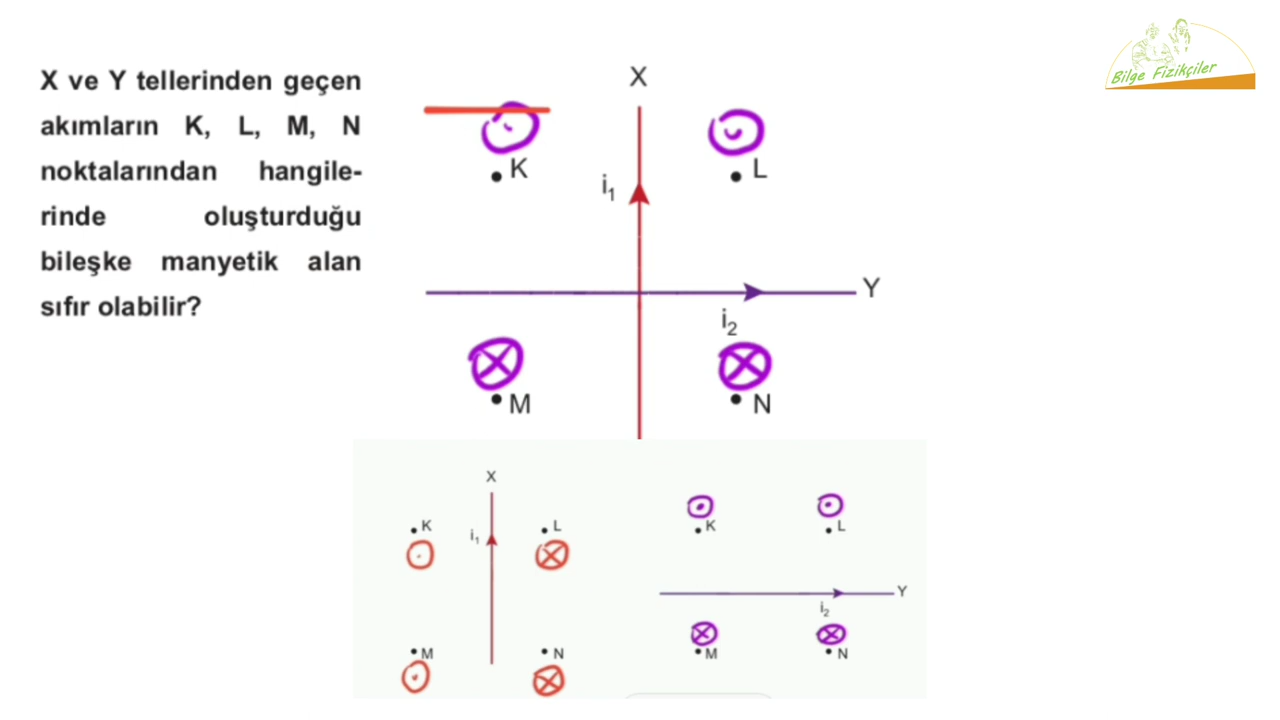 Bilge Fizikçiler
X ve Y tellerinden geçen
akımların K, L, M, N
noktalarından hangile-
rinde oluşturduğu
bileşke manyetik alan
sıfır olabilir?
X
K
L
i₁
Y
i₂
M
N
X
K
L
i₁
M
N
K
L
Y
i₂
M
N